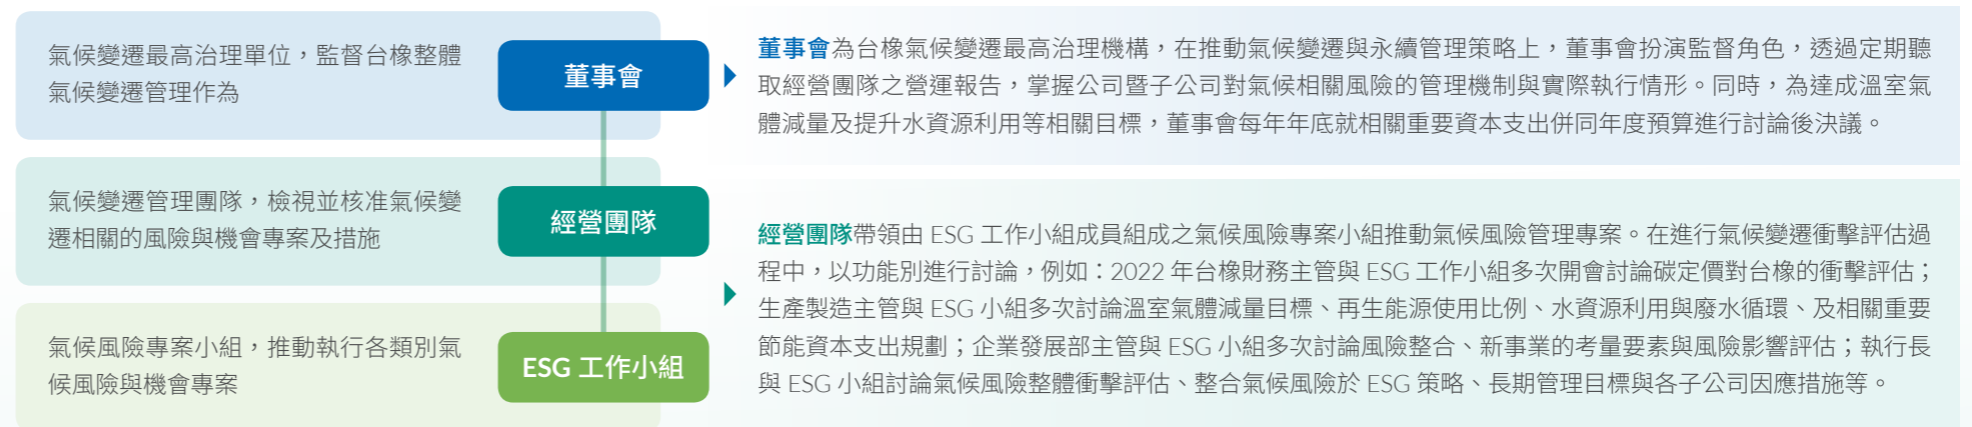 氣候變遷最高治理單位，監督台橡整體
氣候變遷管理作為
董事會
董事會為台橡氣候變遷最高治理機構，在推動氣候變遷與永續管理策略上，董事會扮演監督角色，透過定期聽
取經營團隊之營運報告，掌握公司暨子公司對氣候相關風險的管理機制與實際執行情形。同時，為達成溫室氣
體減量及提升水資源利用等相關目標，董事會每年年底就相關重要資本支出併同年度預算進行討論後決議。
氣候變遷管理團隊，檢視並核准氣候變
遷相關的風險與機會專案及措施
經營團隊
經營團隊帶領由 ESG 工作小組成員組成之氣候風險專案小組推動氣候風險管理專案。在進行氣候變遷衝擊評估過
程中，以功能別進行討論，例如：2022 年台橡財務主管與 ESG 工作小組多次開會討論碳定價對台橡的衝擊評估；
生產製造主管與 ESG 小組多次討論溫室氣體減量目標、再生能源使用比例、水資源利用與廢水循環、及相關重要
節能資本支出規劃；企業發展部主管與 ESG 小組多次討論風險整合、新事業的考量要素與風險影響評估；執行長
與 ESG 小組討論氣候風險整體衝擊評估、整合氣候風險於 ESG 策略、長期管理目標與各子公司因應措施等。
氣候風險專案小組，推動執行各類別氣
候風險與機會專案
ESG 工作小組